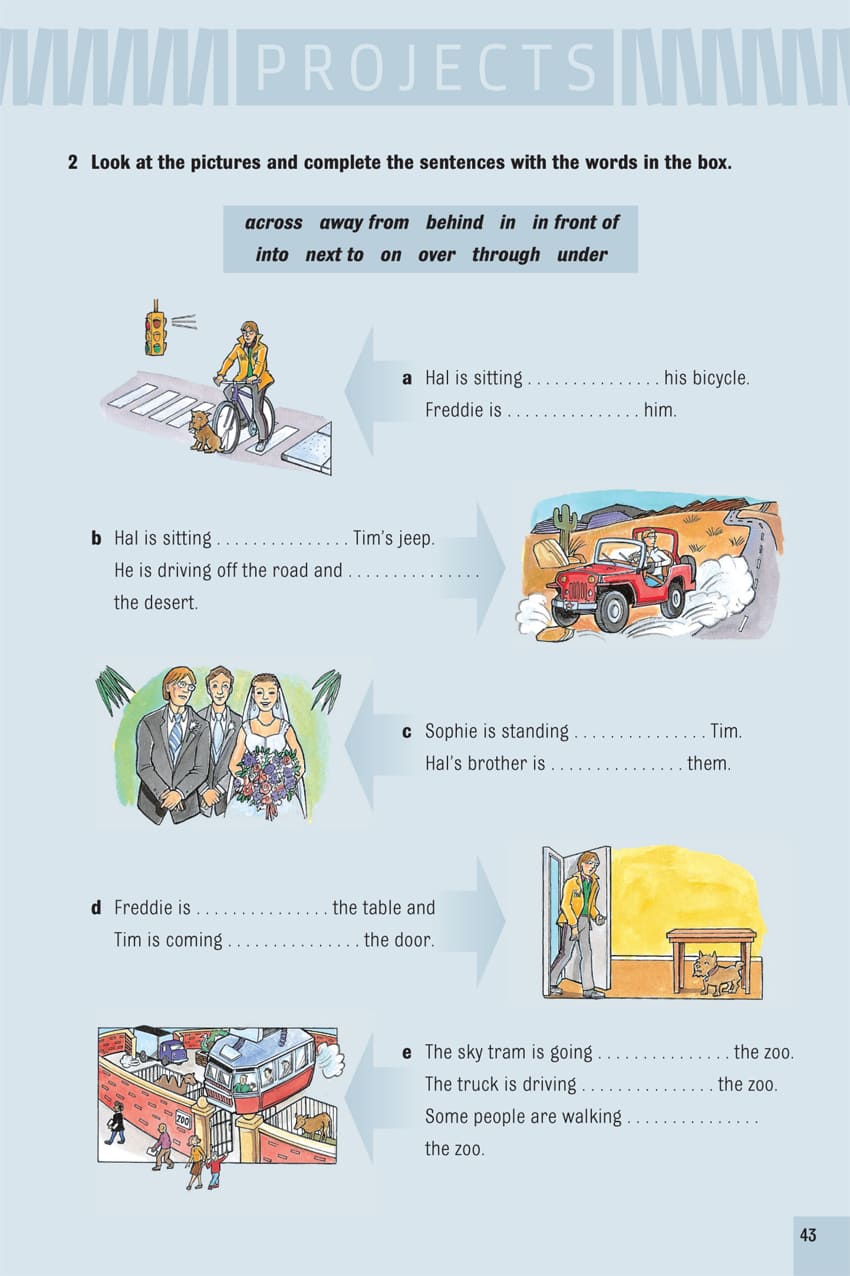 PROJECTS
2 Look at the pictures and complete the sentences with the words in the box.
across away from behind in in front of
into next to on over through under
a Hal is sitting . . . . . . . . . . . . . . . his bicycle.
Freddie is . . . . . . . . . . . . . . . him.
b Hal is sitting . . . . . . . . . . . . . . . Tim's jeep.
He is driving off the road and . . . . . . . . . . . . . . .
the desert.
c Sophie is standing . . . . . . . . . . . . . . . Tim.
Hal's brother is . . . . . . . . . . . . . . . them.
d Freddie is . . . . . . . . . . . . . . . the table and
Tim is coming . . . . . . . . . . . . . . . the door.
ZOO
e The sky tram is going . . . . . . . . . . . . . . . the zoo.
The truck is driving . . . . . . . . . . . . . . . the zoo.
Some people are walking . . . . . . . . . . . . . . .
the zoo.
43